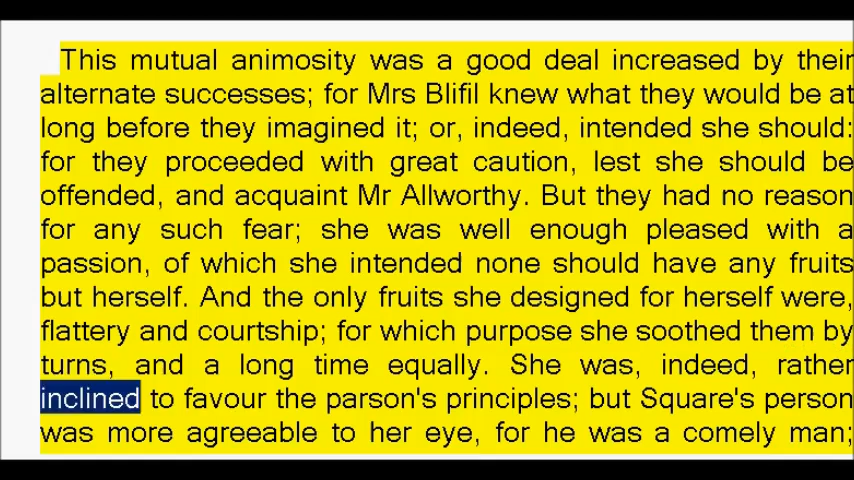 This mutual animosity was a good deal increased by their
alternate successes; for Mrs Blifil knew what they would be at
long before they imagined it; or, indeed, intended she should:
for they proceeded with great caution, lest she should be
offended, and acquaint Mr Allworthy. But they had no reason
for any such fear; she was well enough pleased with a
passion, of which she intended none should have any fruits
but herself. And the only fruits she designed for herself were,
flattery and courtship; for which purpose she soothed them by
turns, and a long time equally. She was, indeed, rather
inclined to favour the parson's principles; but Square's person
was more agreeable to her eye, for he was a comely man;